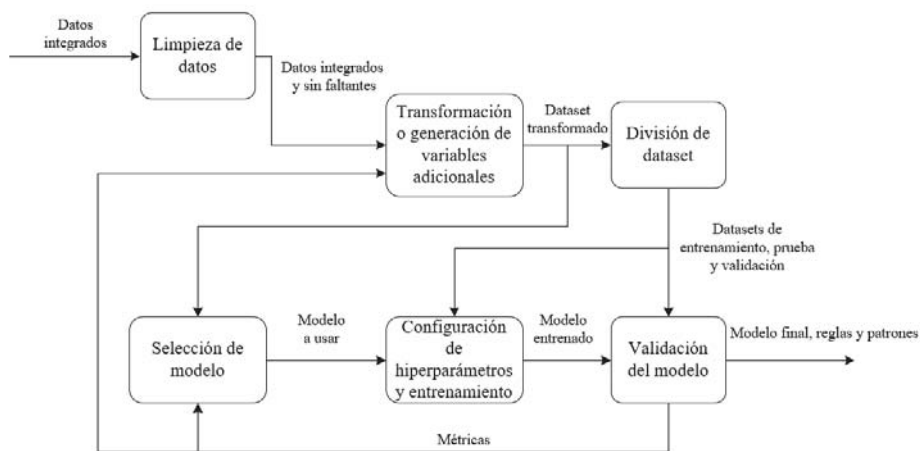 Datos
integrados
Limpieza de
datos
Datos integrados
y sin faltantes
Transformación
o generación de
variables
adicionales
Dataset
transformado
División de
dataset
Datasets de
entrenamiento, prueba
y validación
Selección de
modelo
Modelo
a usar
Configuración
de
hiperparámetros
y entrenamiento
Modelo
entrenado
Validación
del modelo
Modelo final, reglas y patrones
Métricas